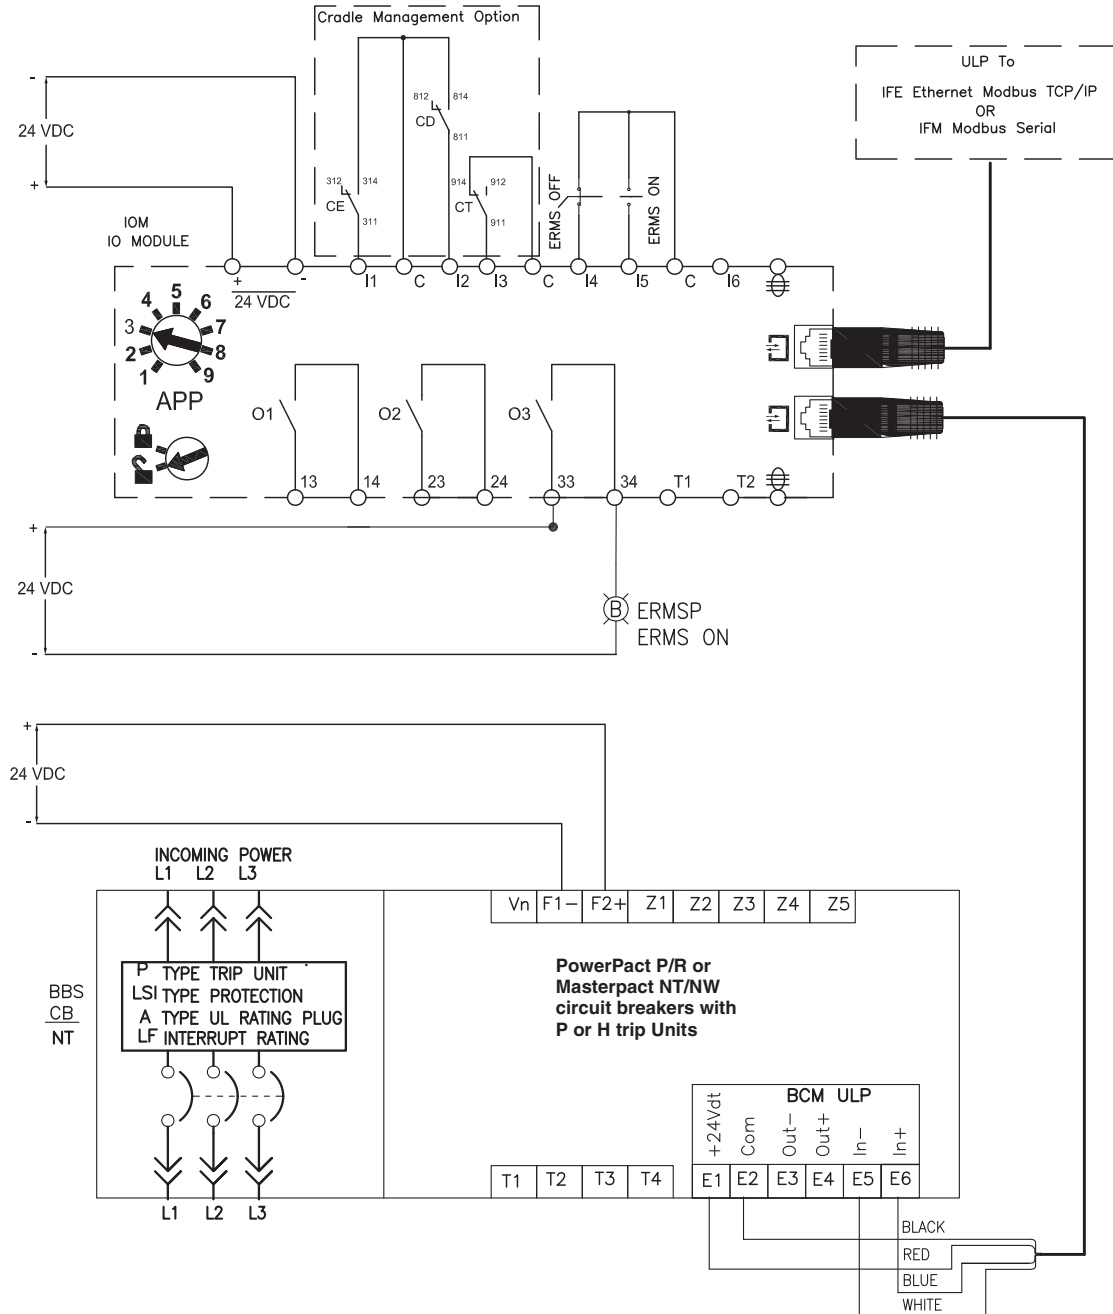 Cradle Management Option
ULP To
IFE Ethernet Modbus TCP/IP
OR
IFM Modbus Serial
-
24 VDC
+
812
814
CD
811
312
314
CE
311
914
912
CT
911
ERMS OFF
ERMS ON
IOM
IO MODULE
+
-
24 VDC
I1
C
I2
I3
C
I4
I5
C
I6
1
2
3
4
5
6
7
8
9
APP
O1
O2
O3
13
14
23
24
33
34
T1
T2
+
24 VDC
-
B
ERMSP
ERMS ON
+
24 VDC
-
INCOMING POWER
L1 L2 L3
Vn F1- F2+ Z1 Z2 Z3 Z4 Z5
PowerPact P/R or
Masterpact NT/NW
circuit breakers with
P or H trip Units
BBS
CB
NT
P TYPE TRIP UNIT
LSI TYPE PROTECTION
A TYPE UL RATING PLUG
LF INTERRUPT RATING
BCM ULP
+24Vdt
Com
Out-
Out+
In-
In+
T1 T2 T3 T4
E1 E2 E3 E4 E5 E6
L1 L2 L3
BLACK
RED
BLUE
WHITE